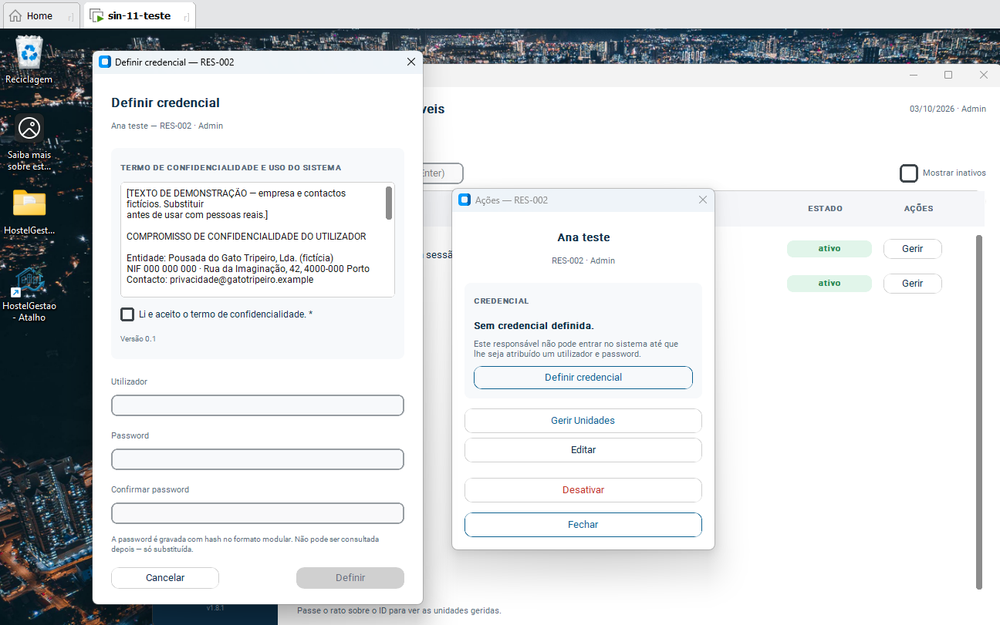 Home
sin-11-teste
Reciclagem
Saiba mais
sobre est...
HostelGest...
HostelGestao
- Atalho
Definir credencial — RES-002
Definir credencial
Ana teste — RES-002 · Admin
TERMO DE CONFIDENCIALIDADE E USO DO SISTEMA
[TEXTO DE DEMONSTRAÇÃO — empresa e contactos
fictícios. Substituir
antes de usar com pessoas reais.]
COMPROMISSO DE CONFIDENCIALIDADE DO UTILIZADOR
Entidade: Pousada do Gato Tripeiro, Lda. (fictícia)
NIF 000 000 000 · Rua da Imaginação, 42, 4000-000 Porto
Contacto: privacidade@gatotripeiro.example
Li e aceito o termo de confidencialidade. *
Versão 0.1
Utilizador
Password
Confirmar password
A password é gravada com hash no formato modular. Não pode ser consultada
depois — só substituída.
Cancelar
Definir
veis
03/10/2026 · Admin
Enter)
Mostrar inativos
ESTADO
AÇÕES
sessã
ativo
Gerir
ativo
Gerir
Ações — RES-002
Ana teste
RES-002 · Admin
CREDENCIAL
Sem credencial definida.
Este responsável não pode entrar no sistema até que
lhe seja atribuído um utilizador e password.
Definir credencial
Gerir Unidades
Editar
Desativar
Fechar
v1.8.1
Passe o rato sobre o ID para ver as unidades geridas.